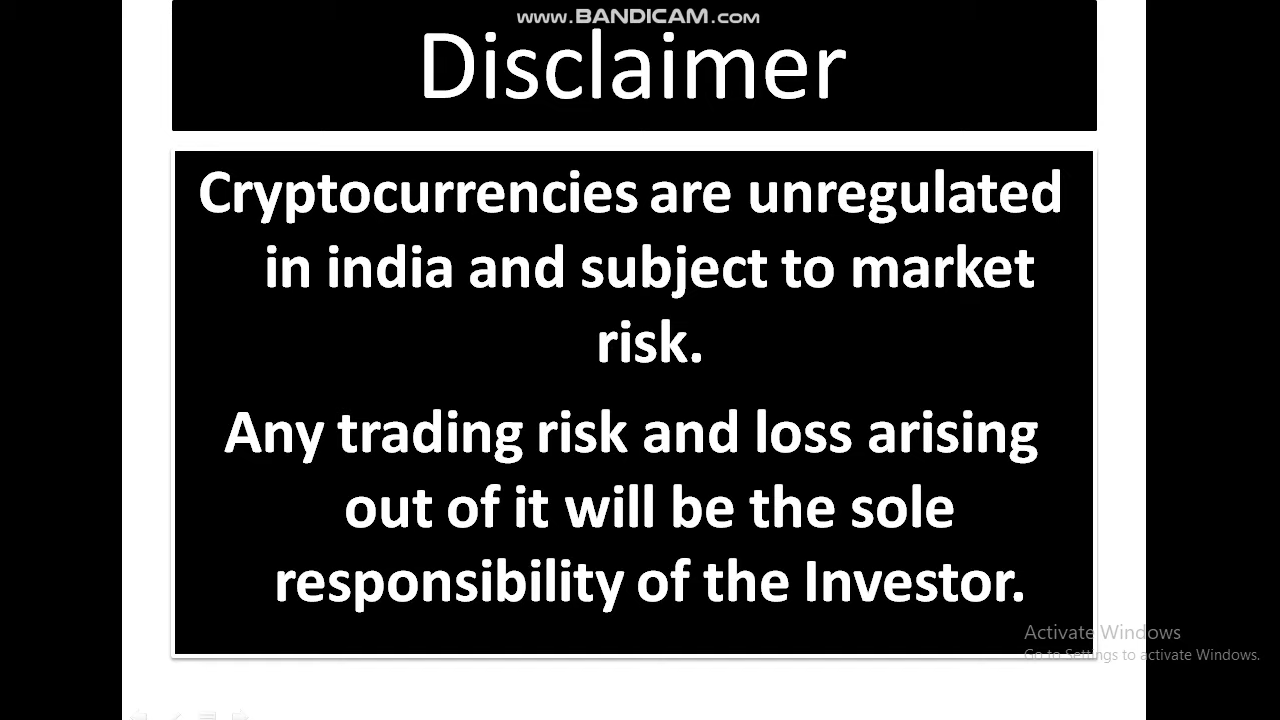 www.BANDICAM.com
Disclaimer
Cryptocurrencies are unregulated
in india and subject to market
risk.
Any trading risk and loss arising
out of it will be the sole
responsibility of the Investor.
Activate Windows
Go to Settings to activate Windows.